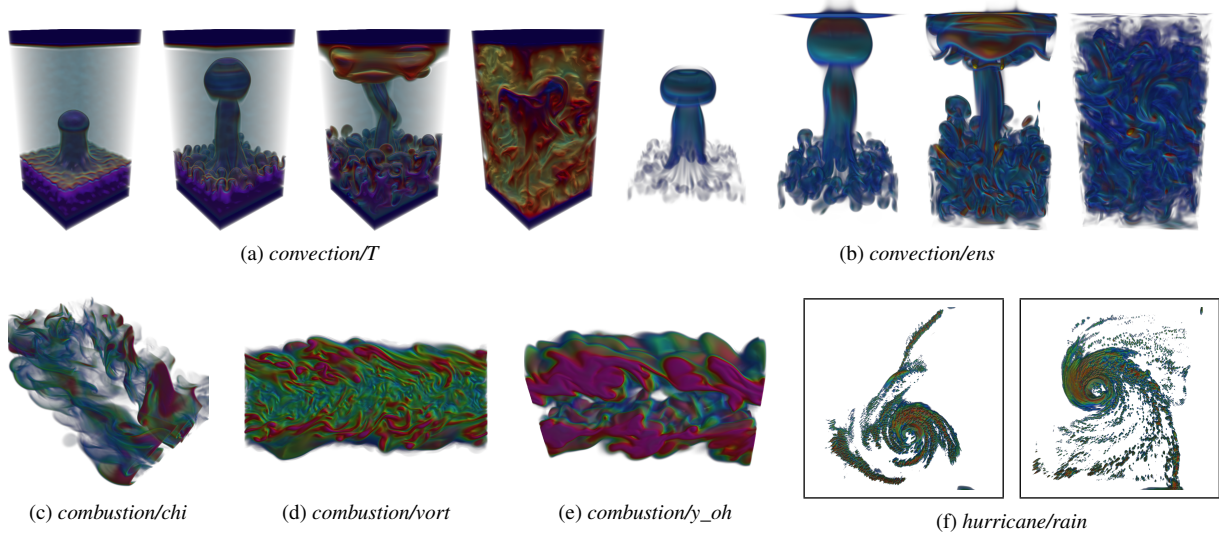 (a) convection/T
(b) convection/ens
(c) combustion/chi
(d) combustion/vort
(e) combustion/y_oh
(f) hurricane/rain